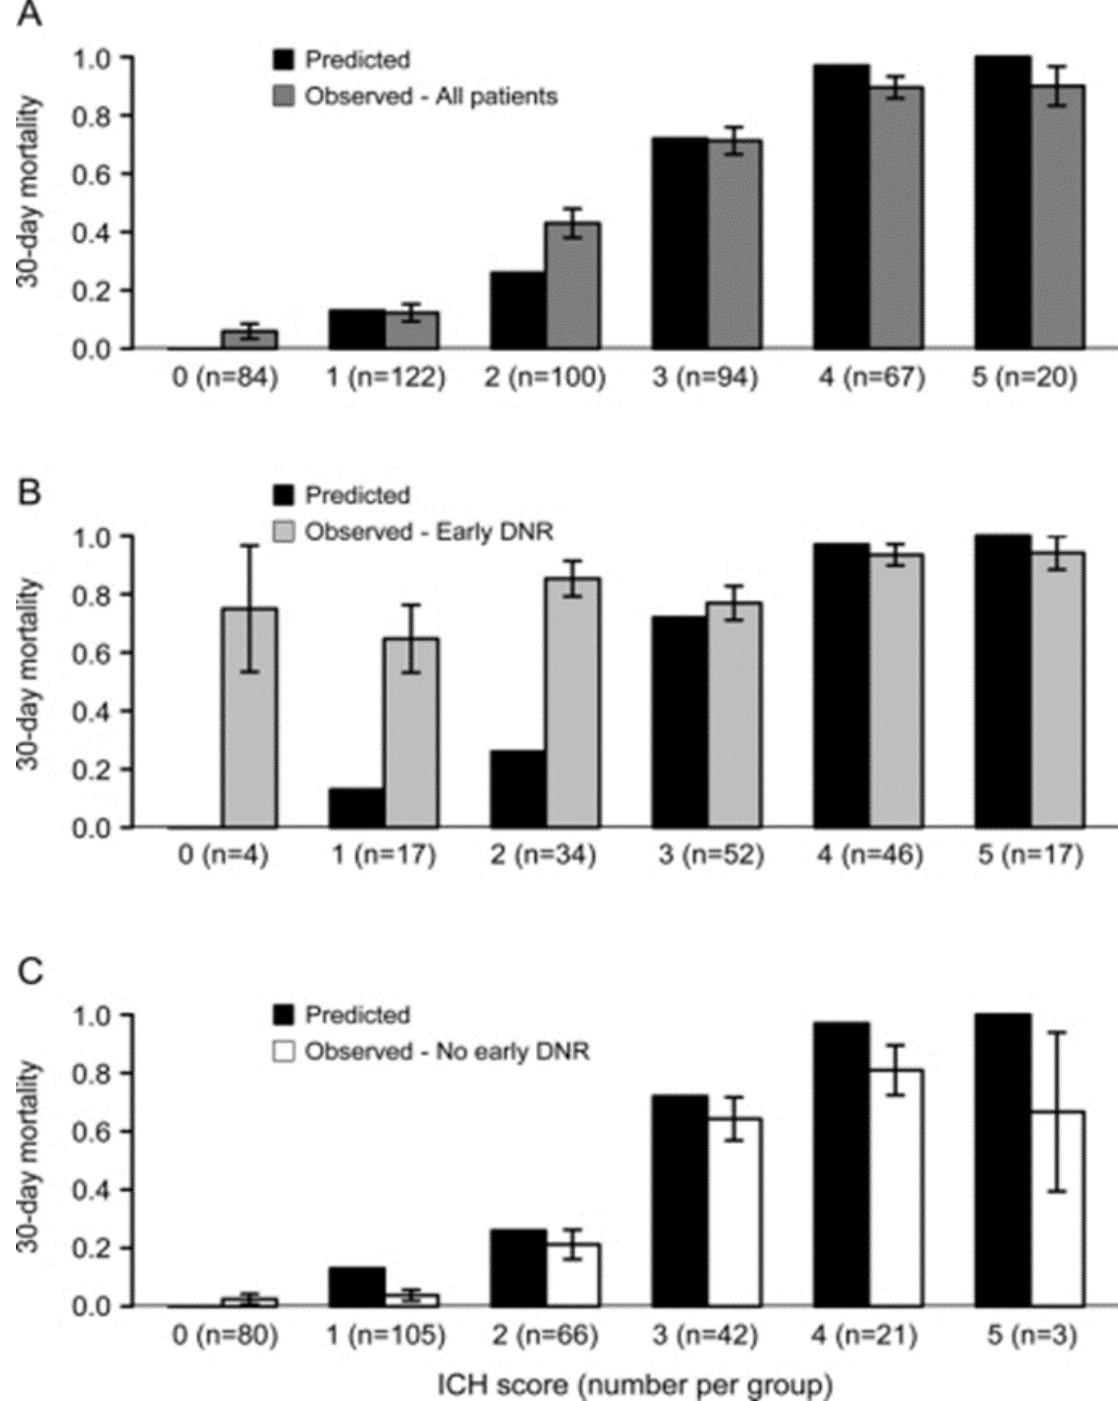 A
Predicted
Observed - All patients
30-day mortality
1.0
0.8
0.6
0.4
0.2
0.0
0 (n=84) 1 (n=122) 2 (n=100) 3 (n=94) 4 (n=67) 5 (n=20)
B
Predicted
Observed - Early DNR
30-day mortality
1.0
0.8
0.6
0.4
0.2
0.0
0 (n=4) 1 (n=17) 2 (n=34) 3 (n=52) 4 (n=46) 5 (n=17)
C
Predicted
Observed - No early DNR
30-day mortality
1.0
0.8
0.6
0.4
0.2
0.0
0 (n=80) 1 (n=105) 2 (n=66) 3 (n=42) 4 (n=21) 5 (n=3)
ICH score (number per group)